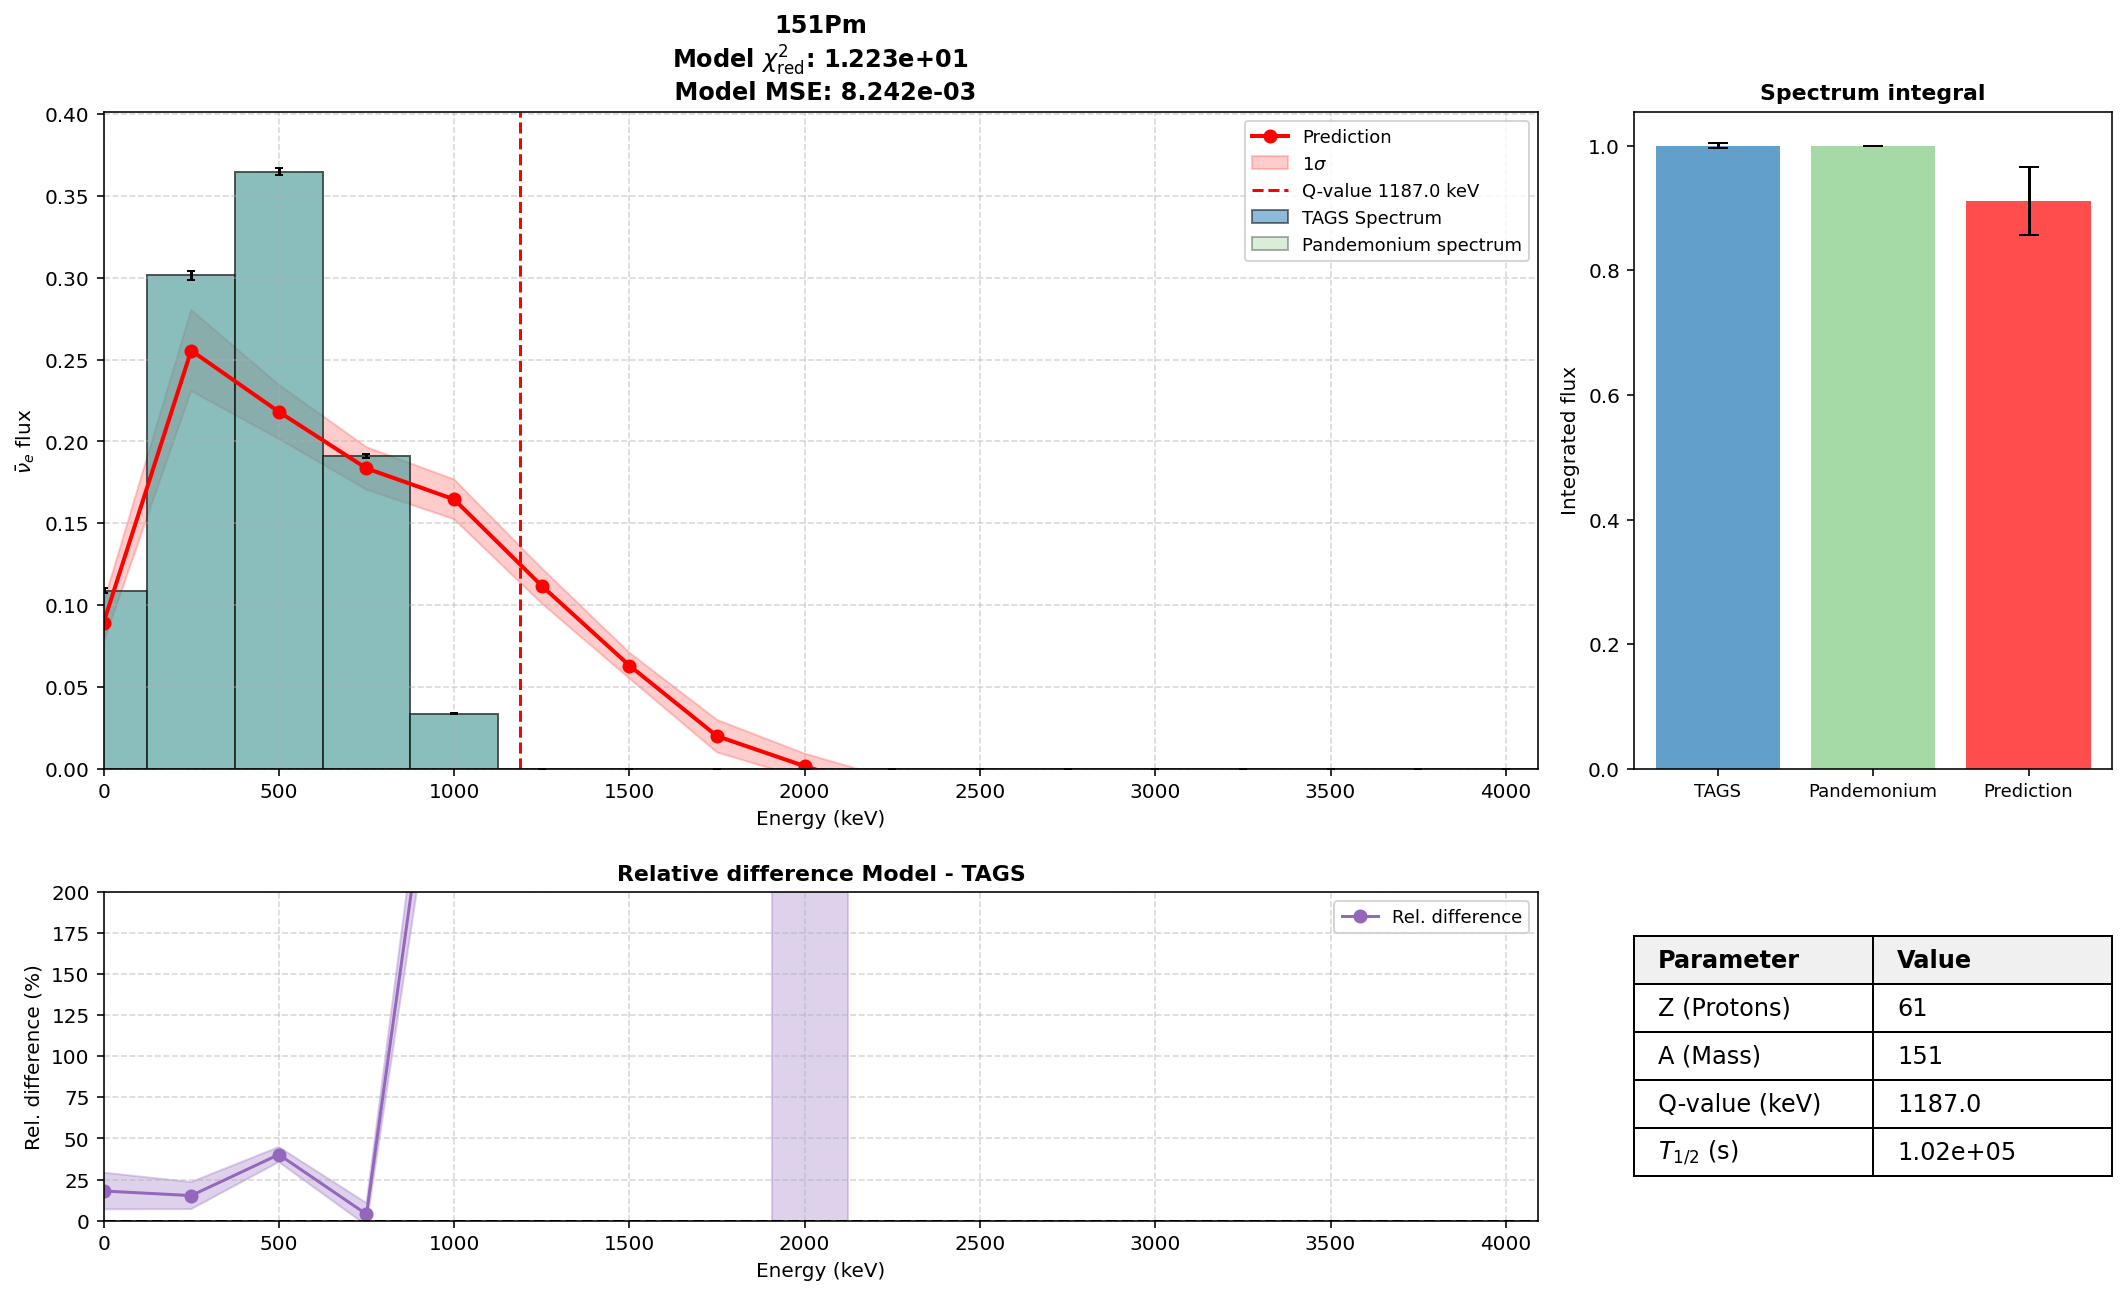 151Pm
Model χ²red: 1.223e+01
Model MSE: 8.242e-03
0.40
0.35
0.30
0.25
0.20
0.15
0.10
0.05
0.00
ν̄e flux
0 500 1000 1500 2000 2500 3000 3500 4000
Energy (keV)
Prediction
1σ
Q-value 1187.0 keV
TAGS Spectrum
Pandemonium spectrum
Spectrum integral
1.0
0.8
0.6
0.4
0.2
0.0
Integrated flux
TAGS Pandemonium Prediction
Relative difference Model - TAGS
200
175
150
125
100
75
50
25
0
Rel. difference (%)
0 500 1000 1500 2000 2500 3000 3500 4000
Energy (keV)
Rel. difference
Parameter Value
Z (Protons) 61
A (Mass) 151
Q-value (keV) 1187.0
T1/2 (s) 1.02e+05